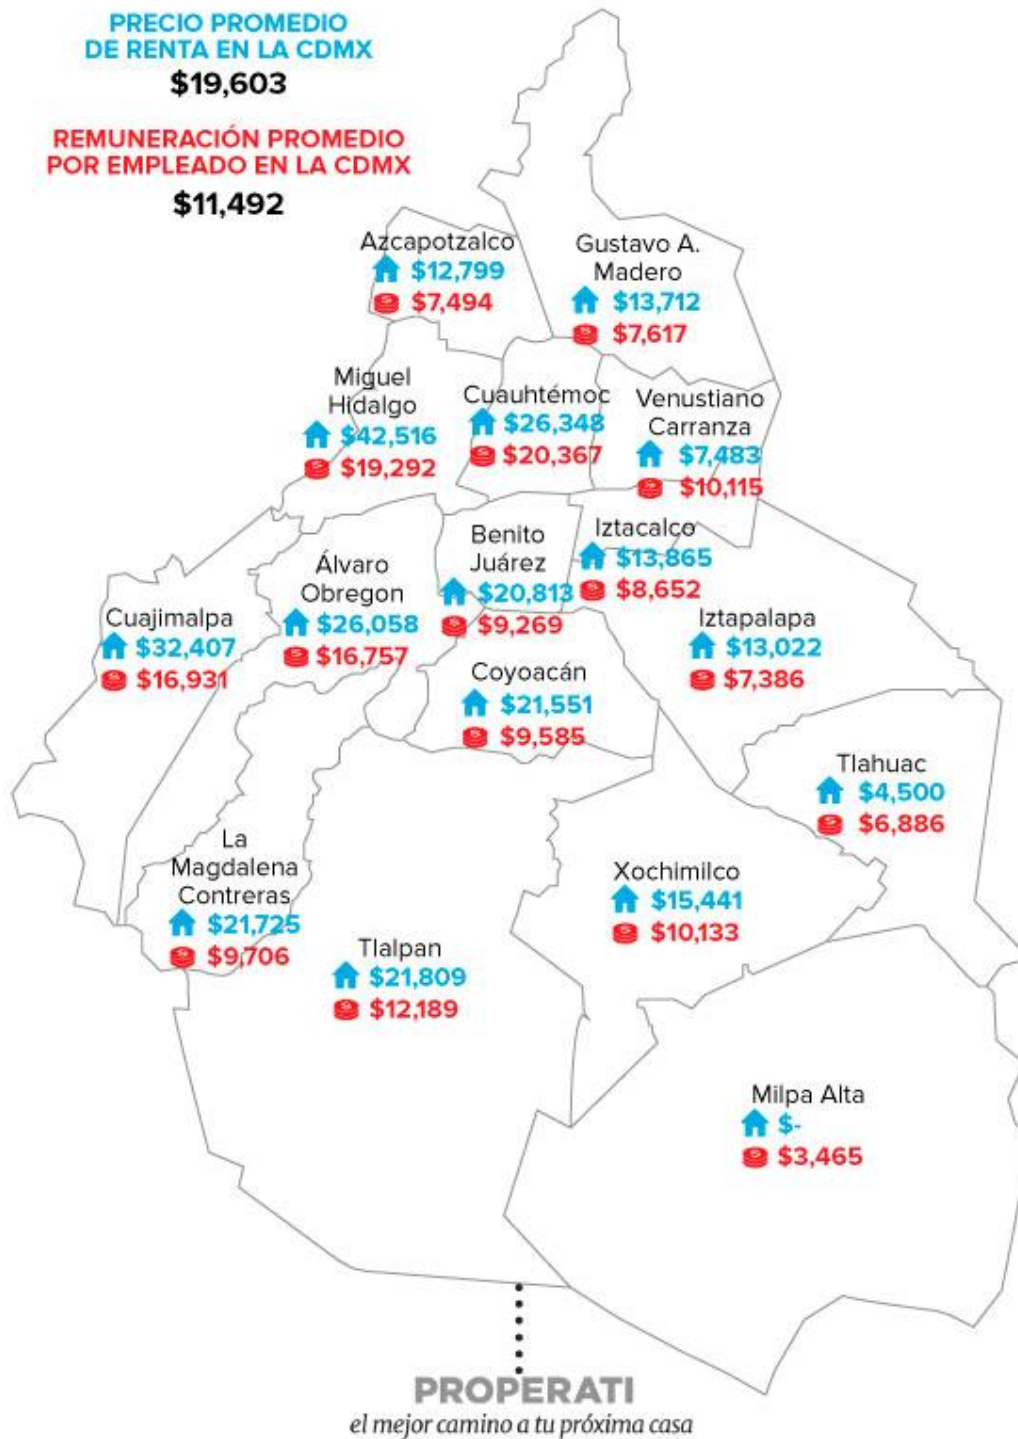 PRECIO PROMEDIO
DE RENTA EN LA CDMX
$19,603
REMUNERACIÓN PROMEDIO
POR EMPLEADO EN LA CDMX
$11,492
Azcapotzalco
$12,799
$7,494
Gustavo A.
Madero
$13,712
$7,617
Miguel
Hidalgo
$42,516
$19,292
Cuauhtémoc
$26,348
$20,367
Venustiano
Carranza
$7,483
$10,115
Cuajimalpa
$32,407
$16,931
Álvaro
Obregon
$26,058
$16,757
Benito
Juárez
$20,813
$9,269
Iztacalco
$13,865
$8,652
Iztapalapa
$13,022
$7,386
Coyoacán
$21,551
$9,585
Tlahuac
$4,500
$6,886
La
Magdalena
Contreras
$21,725
$9,706
Tlalpan
$21,809
$12,189
Xochimilco
$15,441
$10,133
Milpa Alta
$-
$3,465
PROPERATI
el mejor camino a tu próxima casa